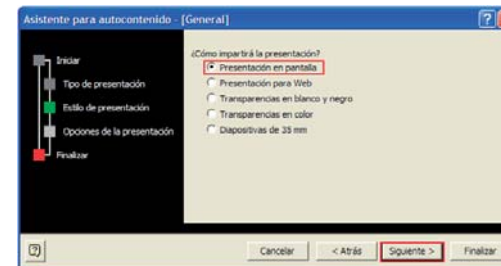 Asistente para autocontenido - [General]
Iniciar
Tipo de presentación
Estilo de presentación
Opciones de la presentación
Finalizar
¿Cómo impartirá la presentación?
Presentación en pantalla
Presentación para Web
Transparencias en blanco y negro
Transparencias en color
Diapositivas de 35 mm
Cancelar
< Atrás
Siguiente >
Finalizar